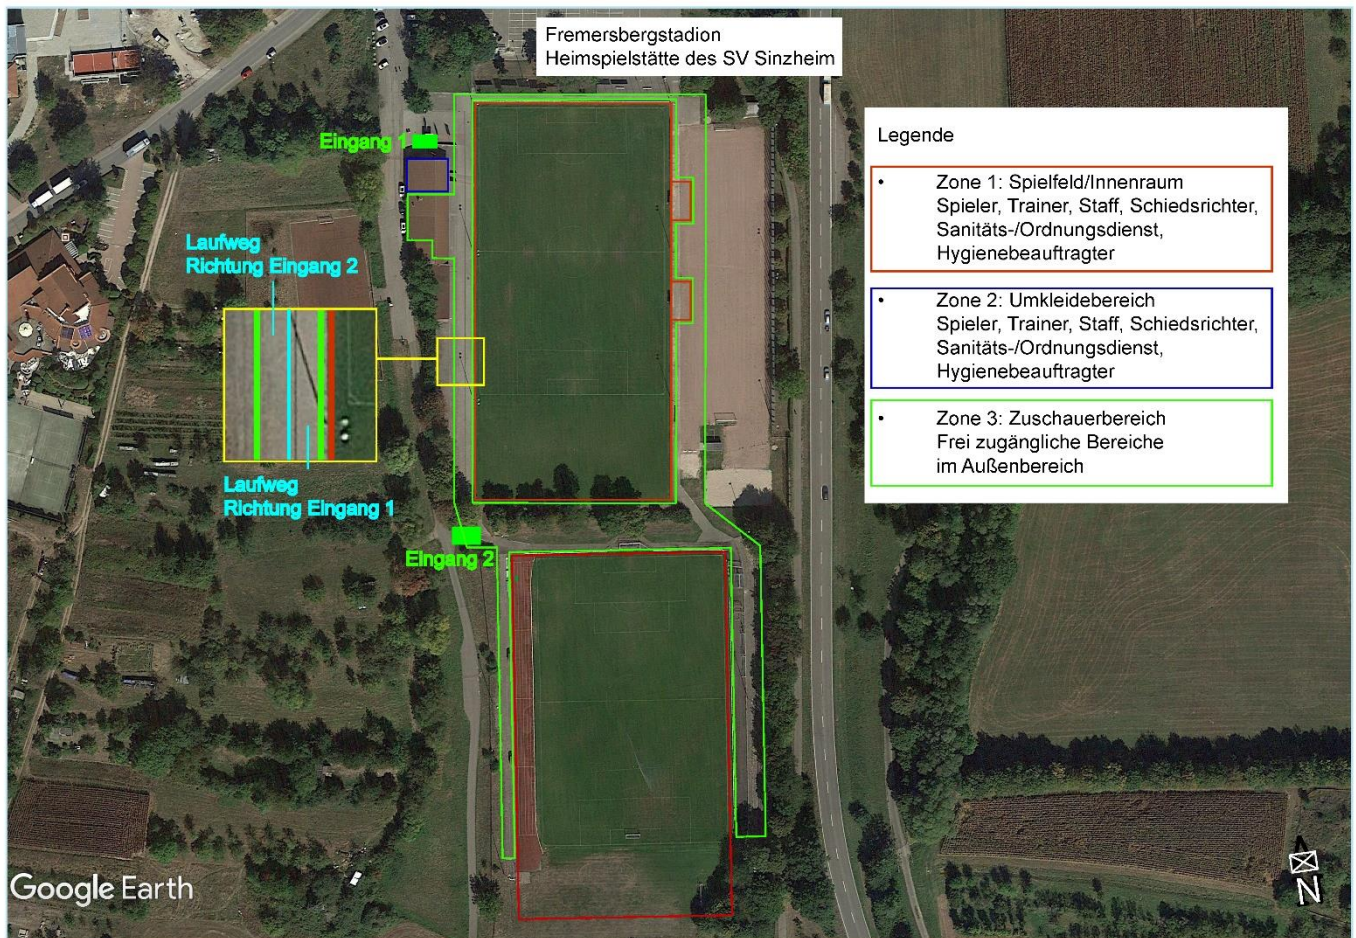 Fremersbergstadion
Heimspielstätte des SV Sinzheim
Eingang 1
Laufweg
Richtung Eingang 2
Laufweg
Richtung Eingang 1
Eingang 2
Legende
• Zone 1: Spielfeld/Innenraum
Spieler, Trainer, Staff, Schiedsrichter,
Sanitäts-/Ordnungsdienst,
Hygienebeauftragter
• Zone 2: Umkleidebereich
Spieler, Trainer, Staff, Schiedsrichter,
Sanitäts-/Ordnungsdienst,
Hygienebeauftragter
• Zone 3: Zuschauerbereich
Frei zugängliche Bereiche
im Außenbereich
Google Earth
N